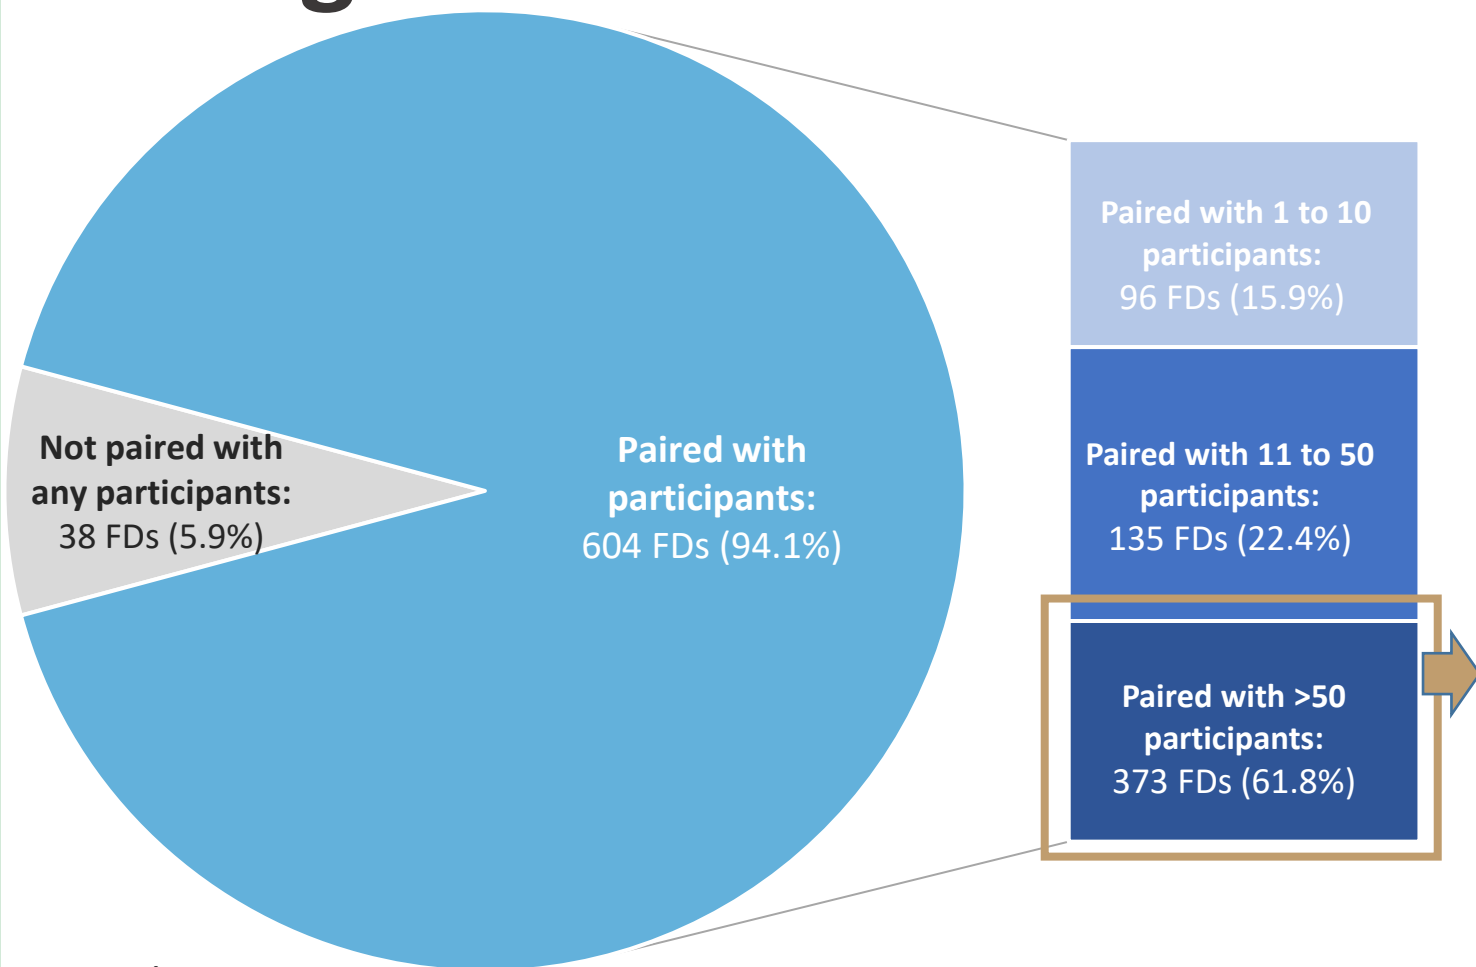 Not paired with
any participants:
38 FDs (5.9%)
Paired with
participants:
604 FDs (94.1%)
Paired with 1 to 10
participants:
96 FDs (15.9%)
Paired with 11 to 50
participants:
135 FDs (22.4%)
Paired with >50
participants:
373 FDs (61.8%)